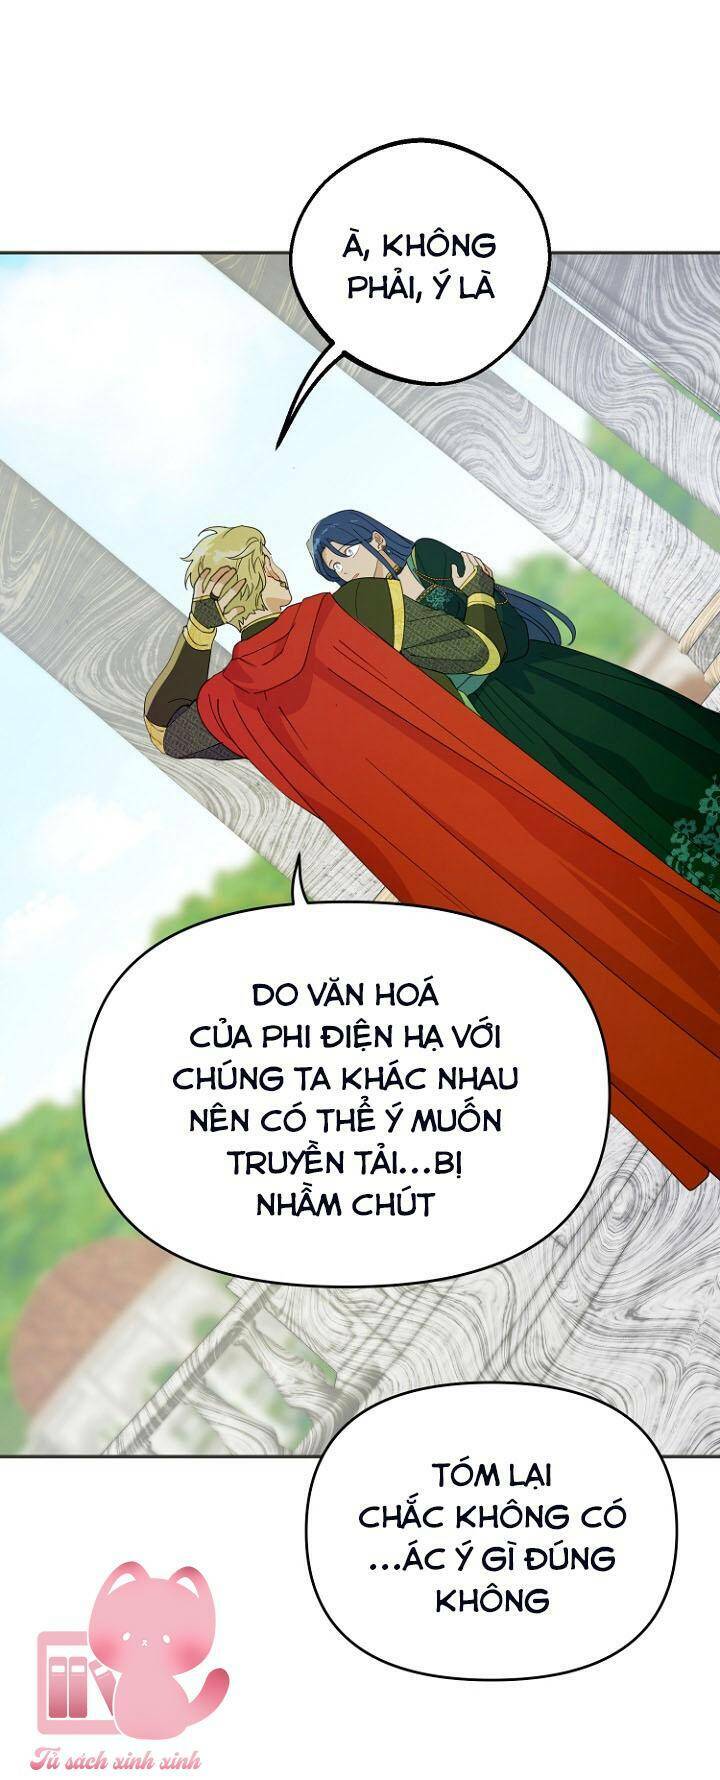 À, KHÔNG
PHẢI, Ý LÀ
DO VĂN HOÁ
CỦA PHI ĐIỆN HẠ VỚI
CHÚNG TA KHÁC NHAU
NÊN CÓ THỂ Ý MUỐN
TRUYỀN TẢI...BỊ
NHẦM CHÚT
TÓM LẠI
CHẮC KHÔNG CÓ
...ÁC Ý GÌ ĐÚNG
KHÔNG
Tủ sách xinh xinh